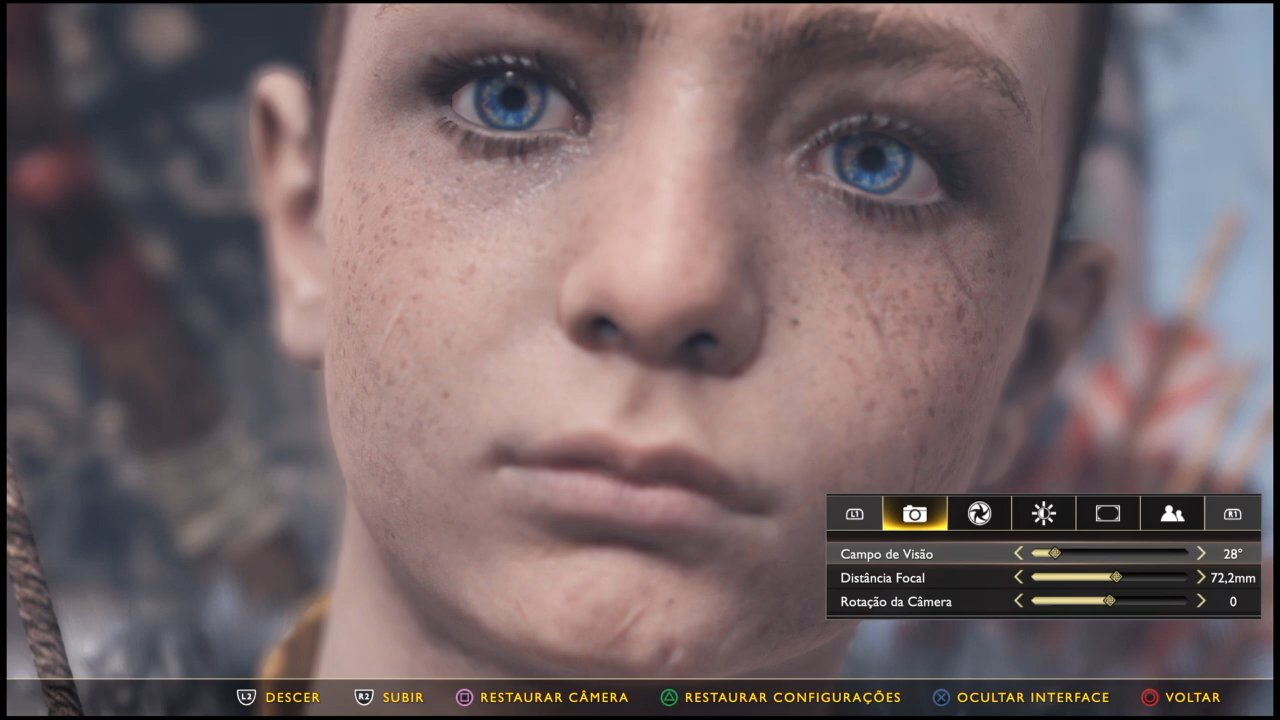 L1
R1
Campo de Visão 28°
Distância Focal 72,2mm
Rotação da Câmera 0
L2 DESCER R2 SUBIR RESTAURAR CÂMERA RESTAURAR CONFIGURAÇÕES OCULTAR INTERFACE VOLTAR